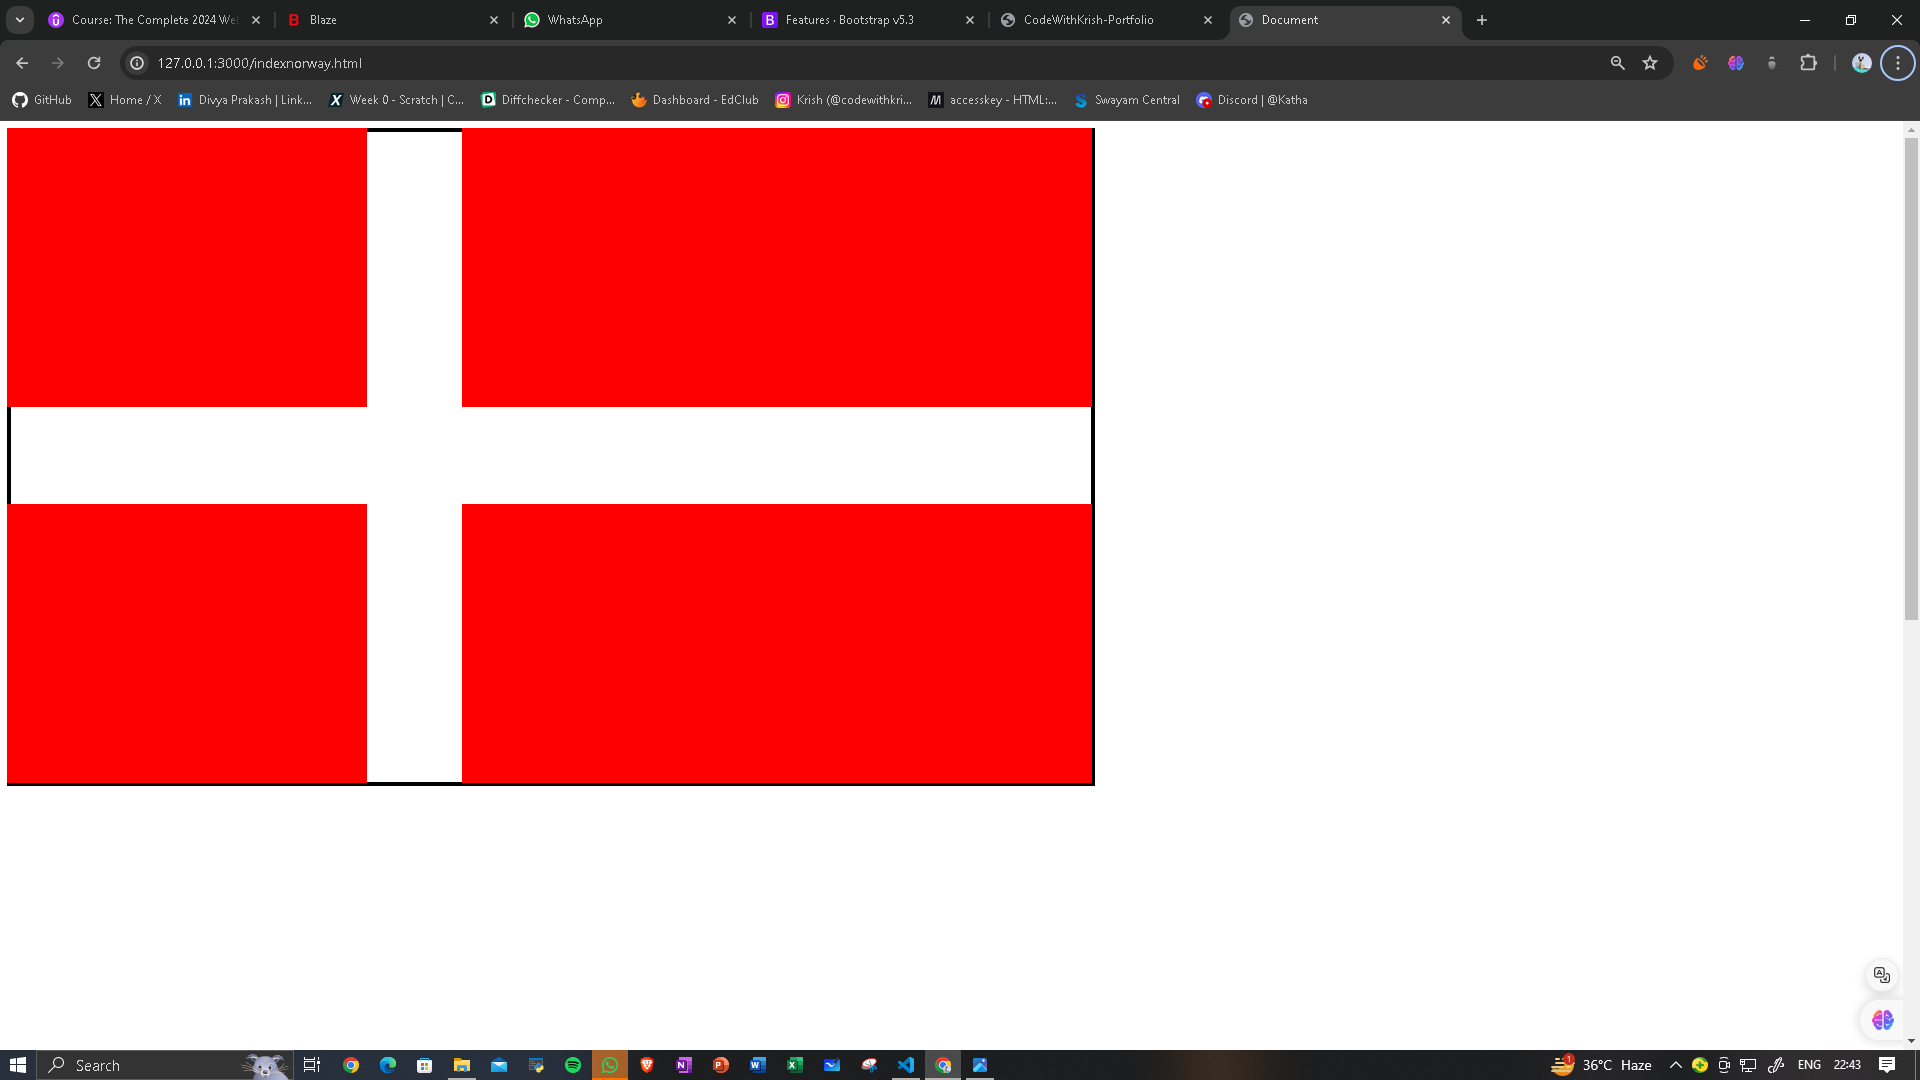 Course: The Complete 2024 We
Blaze
WhatsApp
Features · Bootstrap v5.3
CodeWithKrish-Portfolio
Document
127.0.0.1:3000/indexnorway.html
GitHub
Home / X
Divya Prakash | Link...
Week 0 - Scratch | C...
Diffchecker - Comp...
Dashboard - EdClub
Krish (@codewithkri...
accesskey - HTML:...
Swayam Central
Discord | @Katha
Search
36°C Haze
ENG
22:43